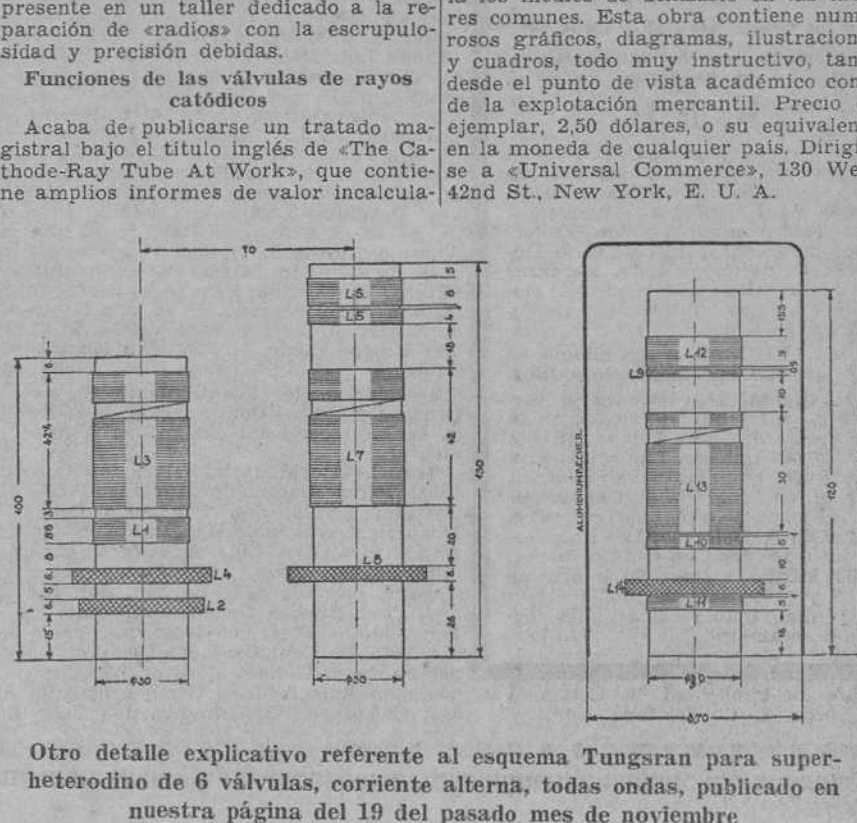 presente en un taller dedicado a la re-
paración de «radios» con la escrupulo-
sidad y precisión debidas.
Funciones de las válvulas de rayos
catódicos
Acaba de publicarse un tratado ma-
gistral bajo el título inglés de «The Ca-
thode-Ray Tube At Work», que contie-
ne amplios informes de valor incalcula-
res comunes. Esta obra contiene num
rosos gráficos, diagramas, ilustracion
y cuadros, todo muy instructivo, tan
desde el punto de vista académico con
de la explotación mercantil. Precio
ejemplar, 2,50 dólares, o su equivalen
en la moneda de cualquier país. Dirigi
se a «Universal Commerce», 130 We
42nd St., New York, E. U. A.
70
100
L3
L1
L4
L2
L6
L5
L7
L8
130
L12
L9
L13
L10
L14
L11
ALUMINIUMBECHER.
120
Otro detalle explicativo referente al esquema Tungsran para super-
heterodino de 6 válvulas, corriente alterna, todas ondas, publicado en
nuestra página del 19 del pasado mes de noviembre